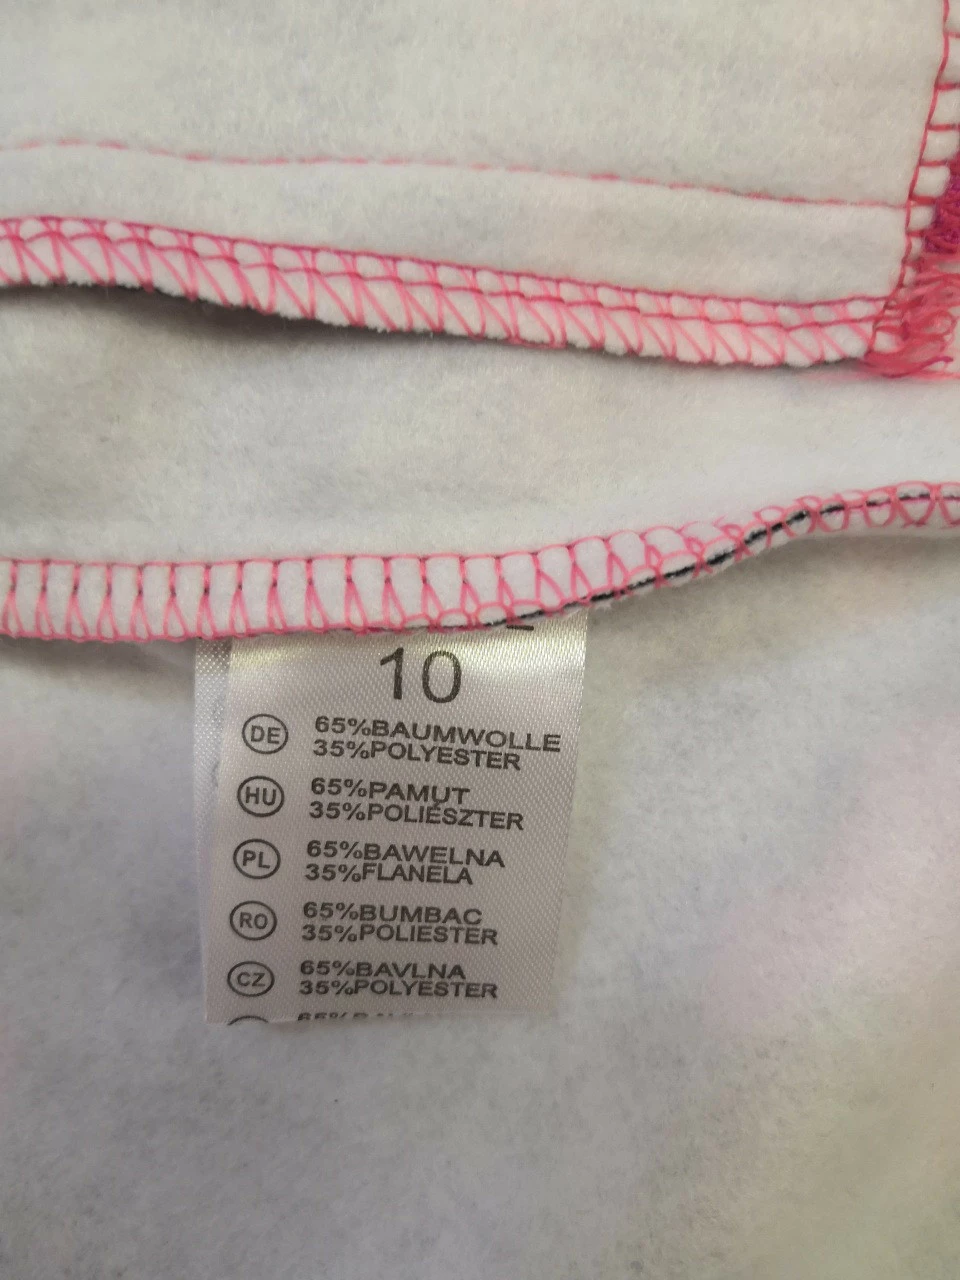 10
DE
65%BAUMWOLLE
35%POLYESTER
HU
65%PAMUT
35%POLIÉSZTER
PL
65%BAWELNA
35%FLANELA
RO
65%BUMBAC
35%POLIESTER
CZ
65%BAVLNA
35%POLYESTER